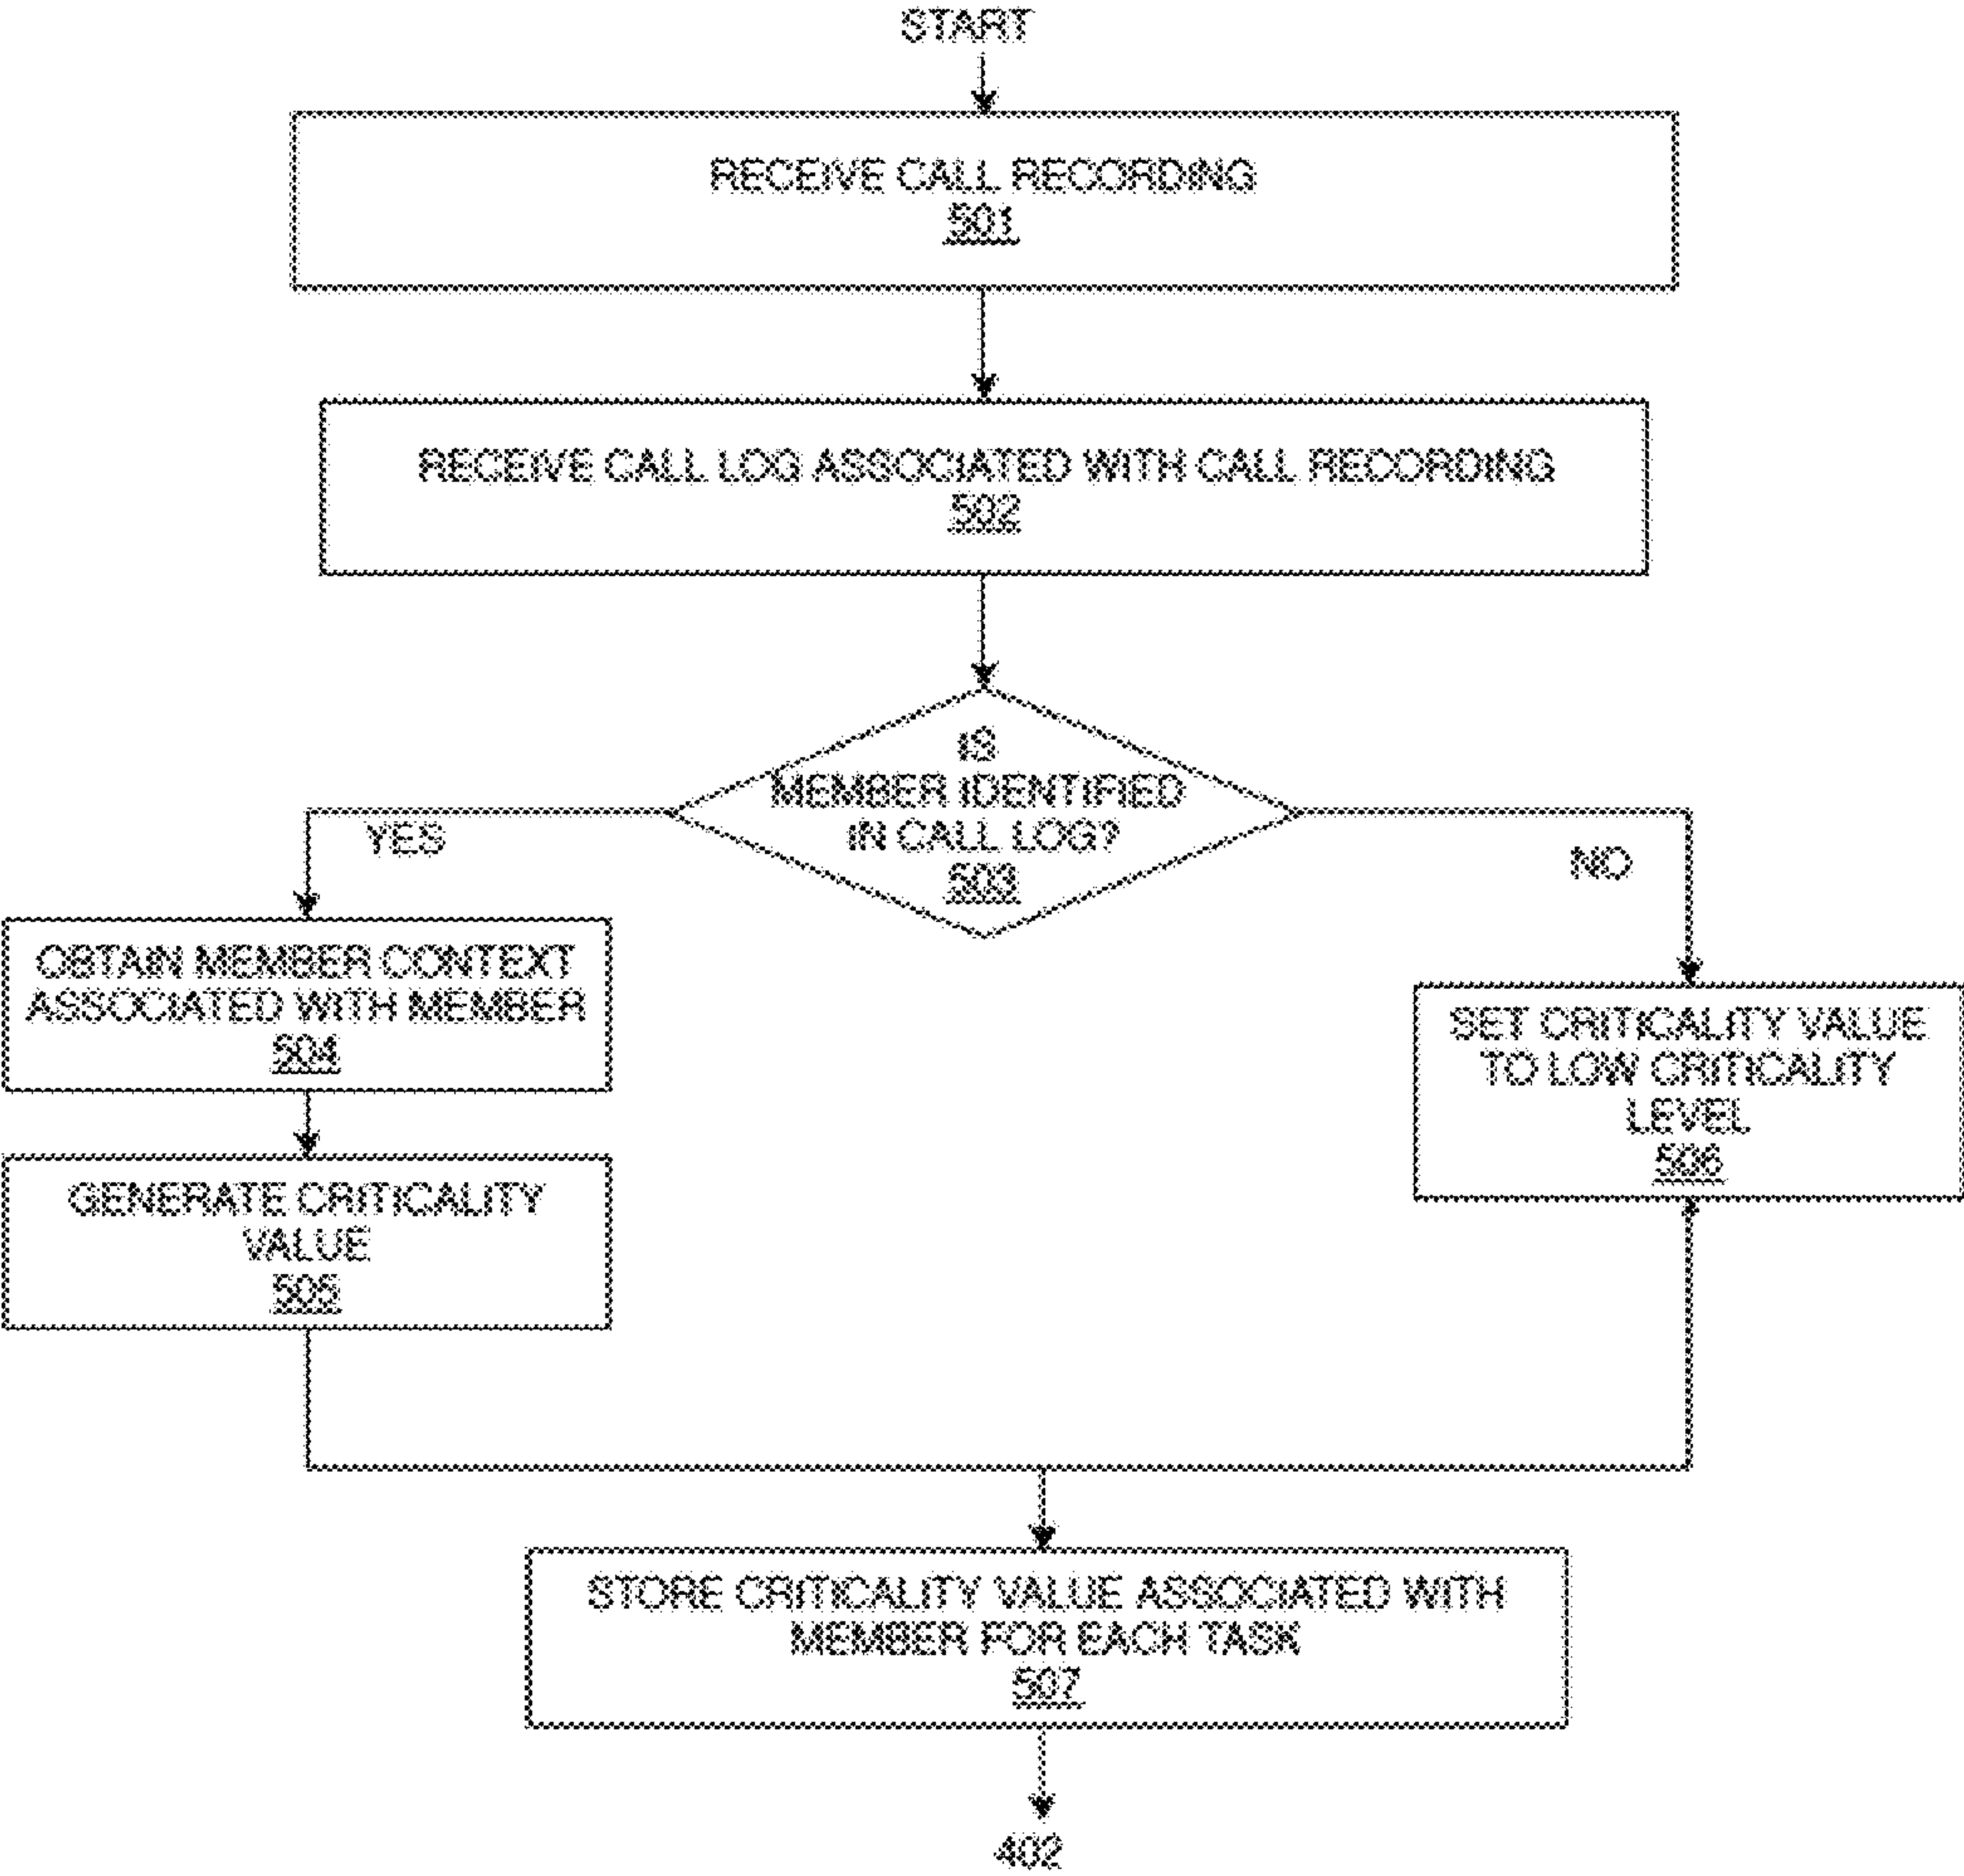 START
RECEIVE CALL RECORDING
501
RECEIVE CALL LOG ASSOCIATED WITH CALL RECORDING
502
IS
MEMBER IDENTIFIED
IN CALL LOG?
503
YES
NO
OBTAIN MEMBER CONTEXT
ASSOCIATED WITH MEMBER
504
SET CRITICALITY VALUE
TO LOW CRITICALITY
LEVEL
506
GENERATE CRITICALITY
VALUE
505
STORE CRITICALITY VALUE ASSOCIATED WITH
MEMBER FOR EACH TASK
507
402